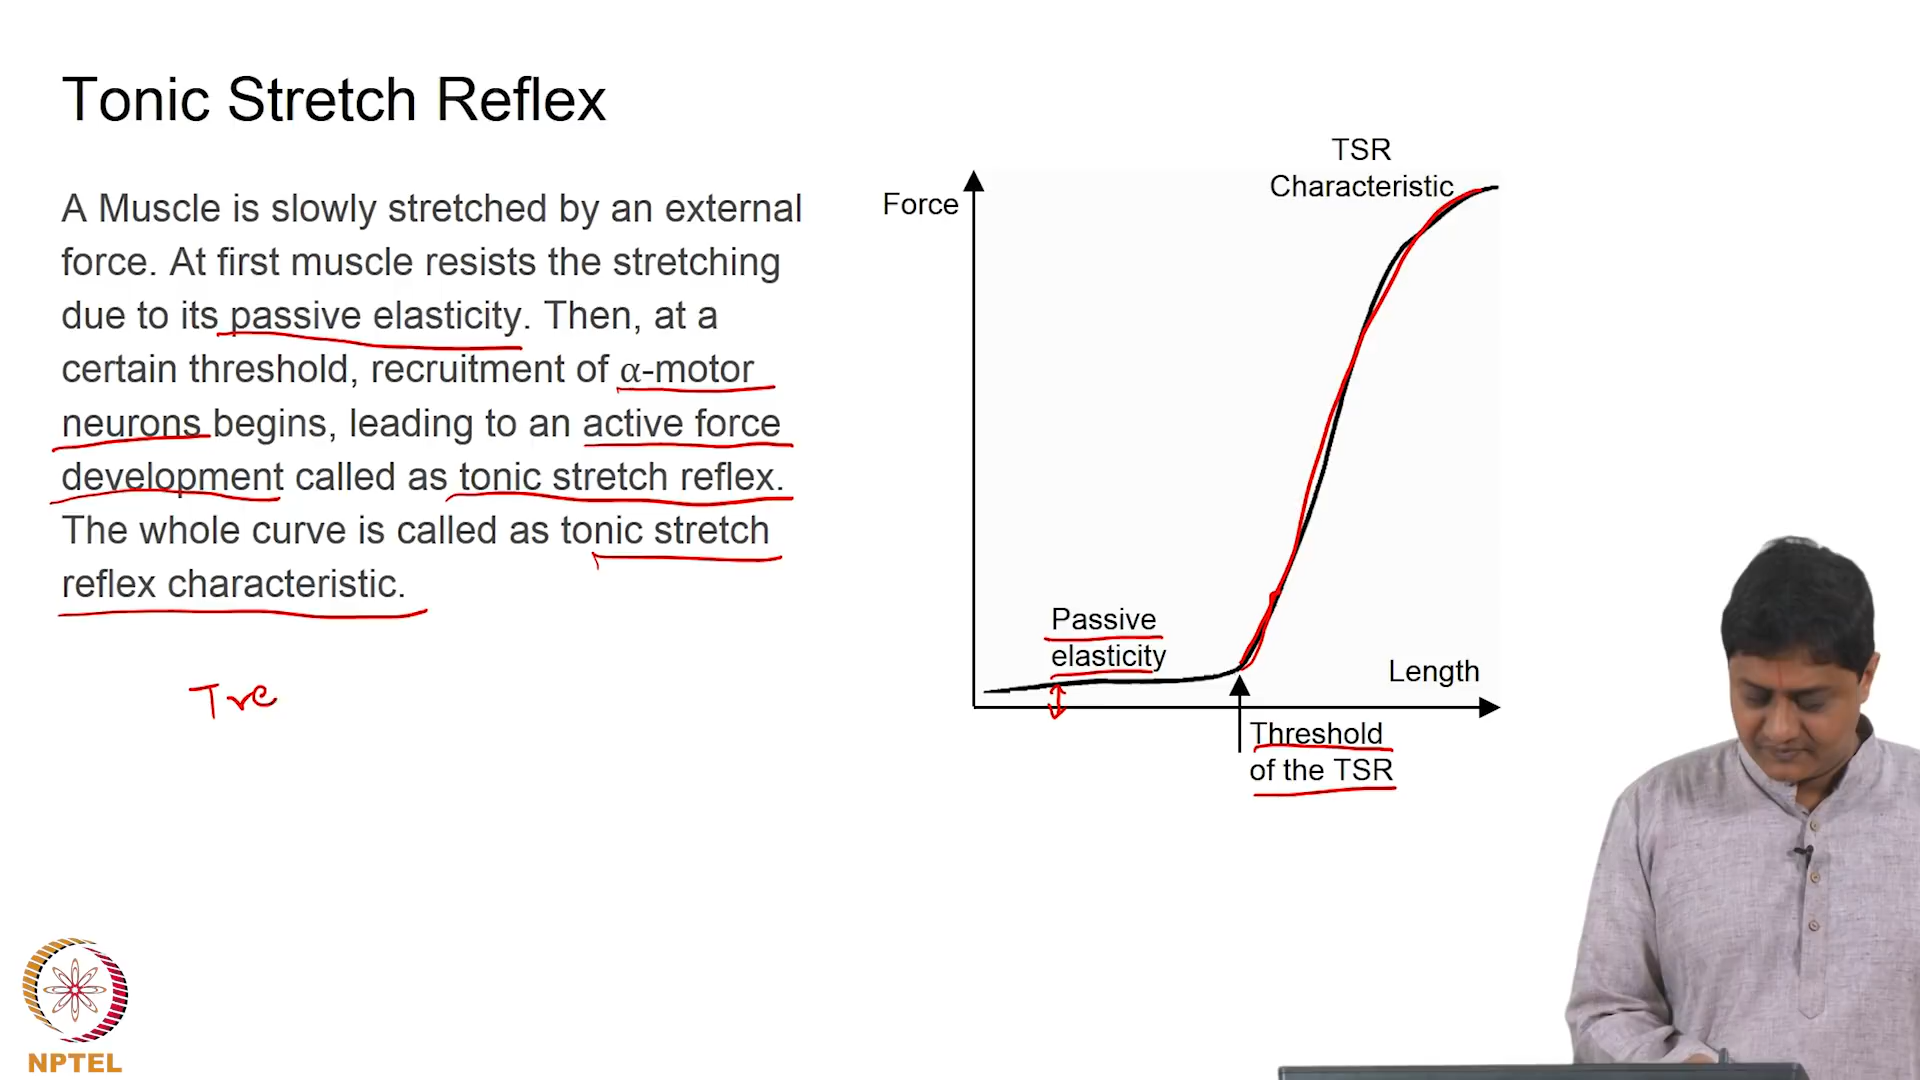 Tonic Stretch Reflex
A Muscle is slowly stretched by an external
force. At first muscle resists the stretching
due to its passive elasticity. Then, at a
certain threshold, recruitment of α-motor
neurons begins, leading to an active force
development called as tonic stretch reflex.
The whole curve is called as tonic stretch
reflex characteristic.
Tre
TSR
Characteristic
Force
Passive
elasticity
Length
Threshold
of the TSR
NPTEL